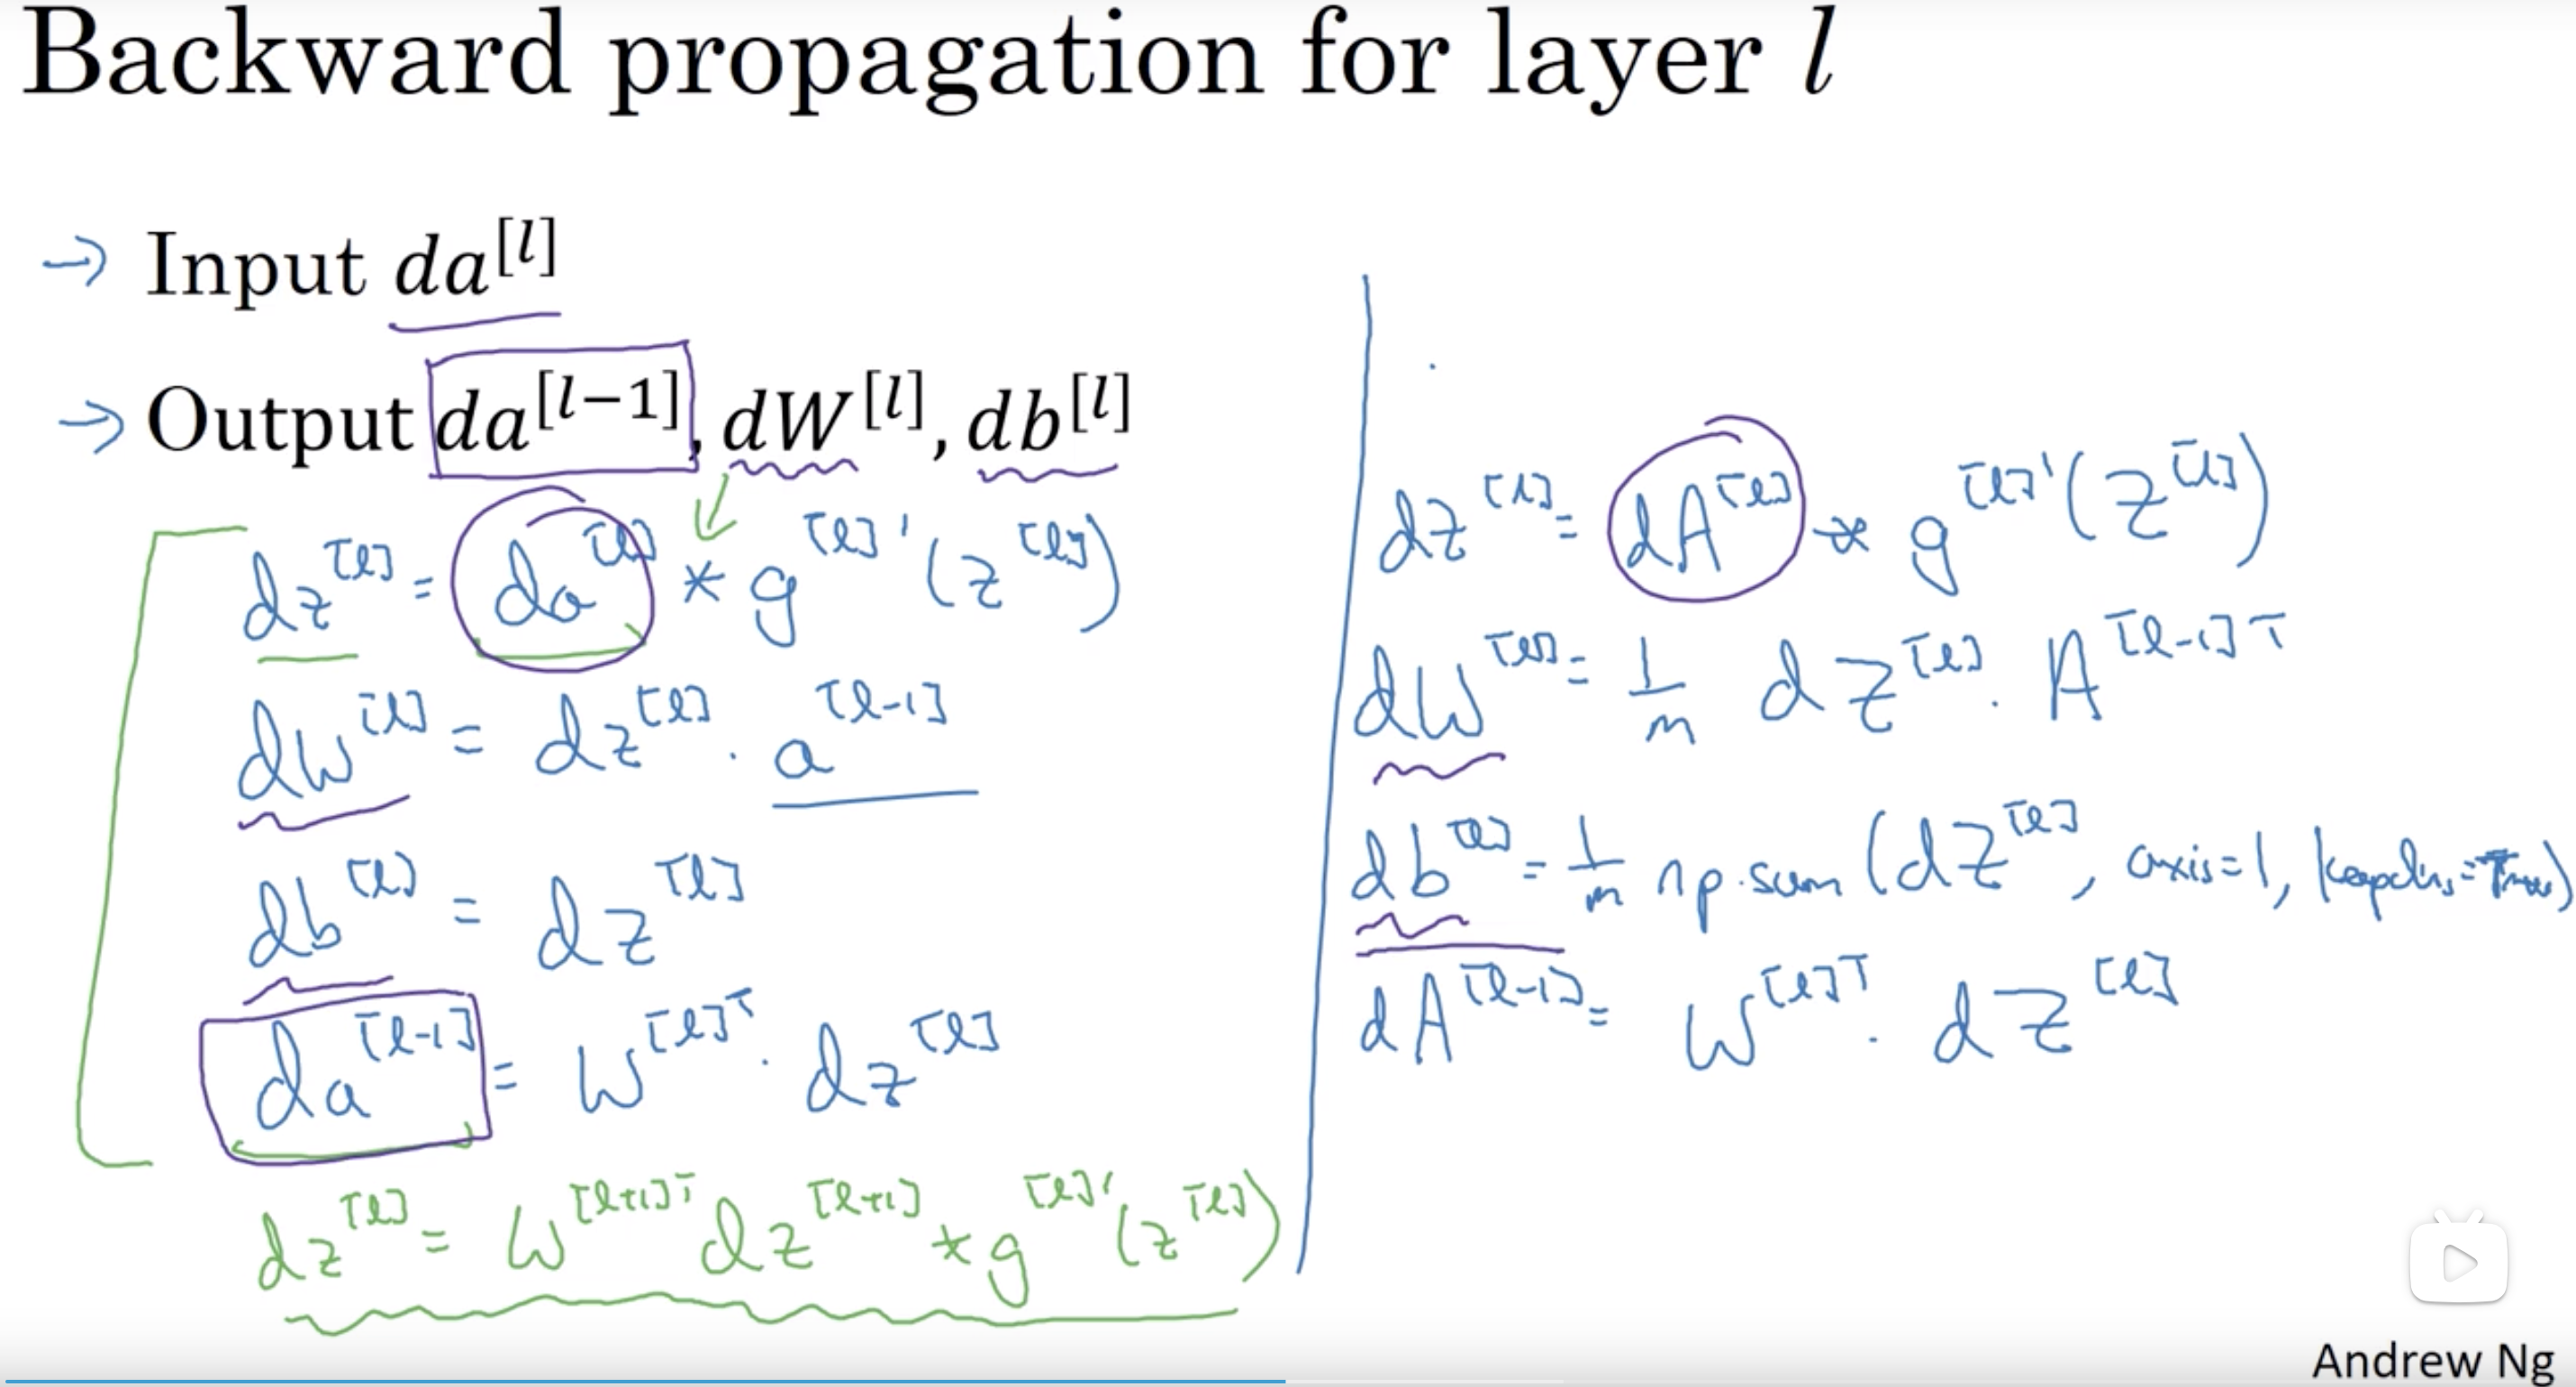 Backward propagation for layer l
→ Input da^[l]
→ Output da^[l-1], dW^[l], db^[l]
dz^[l] = da^[l] * g^[l]'(z^[l])
dW^[l] = dz^[l] · a^[l-1]
db^[l] = dz^[l]
da^[l-1] = W^[l]T · dz^[l]
dz^[l] = W^[l+1]T dz^[l+1] * g^[l]'(z^[l])
dZ^[l] = dA^[l] * g^[l]'(Z^[l])
dW^[l] = 1/m dZ^[l] · A^[l-1]T
db^[l] = 1/m np.sum(dZ^[l], axis=1, keepdims=True)
dA^[l-1] = W^[l]T · dZ^[l]
Andrew Ng